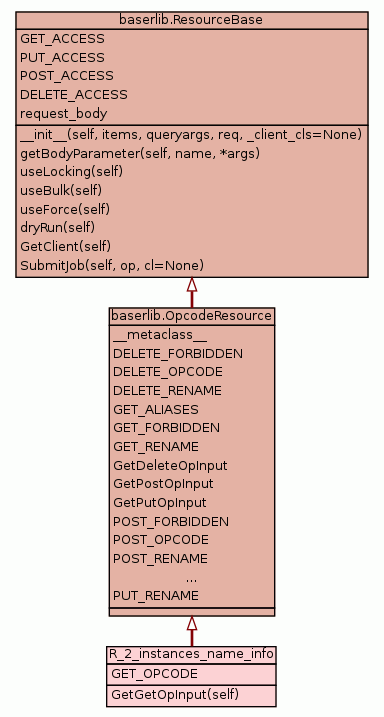 baserlib.ResourceBase
GET_ACCESS
PUT_ACCESS
POST_ACCESS
DELETE_ACCESS
request_body
__init__(self, items, queryargs, req, _client_cls=None)
getBodyParameter(self, name, *args)
useLocking(self)
useBulk(self)
useForce(self)
dryRun(self)
GetClient(self)
SubmitJob(self, op, cl=None)
baserlib.OpcodeResource
__metaclass__
DELETE_FORBIDDEN
DELETE_OPCODE
DELETE_RENAME
GET_ALIASES
GET_FORBIDDEN
GET_RENAME
GetDeleteOpInput
GetPostOpInput
GetPutOpInput
POST_FORBIDDEN
POST_OPCODE
POST_RENAME
...
PUT_RENAME
R_2_instances_name_info
GET_OPCODE
GetGetOpInput(self)